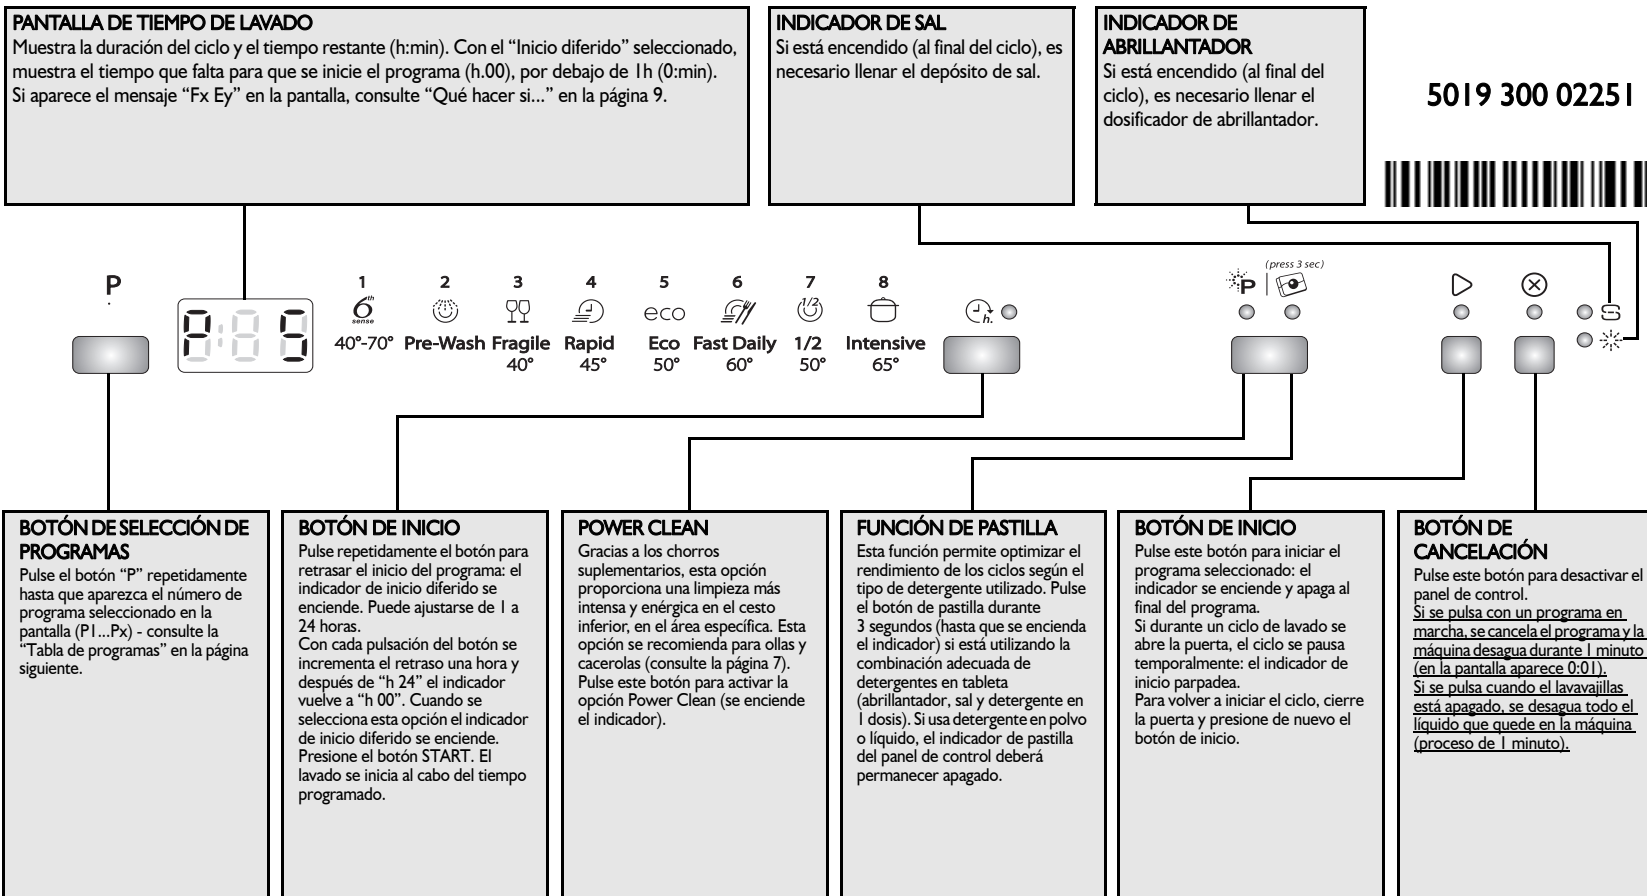 PANTALLA DE TIEMPO DE LAVADO
Muestra la duración del ciclo y el tiempo restante (h:min). Con el “Inicio diferido” seleccionado,
muestra el tiempo que falta para que se inicie el programa (h.00), por debajo de 1h (0:min).
Si aparece el mensaje “Fx Ey” en la pantalla, consulte “Qué hacer si...” en la página 9.
INDICADOR DE SAL
Si está encendido (al final del ciclo), es
necesario llenar el depósito de sal.
INDICADOR DE
ABRILLANTADOR
Si está encendido (al final del
ciclo), es necesario llenar el
dosificador de abrillantador.
5019 300 02251
P
P 5
1 2 3 4 5 6 7 8
6th sense
eco
1/2
h.
(press 3 sec)
P
S
40°-70° Pre-Wash Fragile Rapid Eco Fast Daily 1/2 Intensive
40° 45° 50° 60° 50° 65°
BOTÓN DE SELECCIÓN DE
PROGRAMAS
Pulse el botón “P” repetidamente
hasta que aparezca el número de
programa seleccionado en la
pantalla (P1...Px) - consulte la
“Tabla de programas” en la página
siguiente.
BOTÓN DE INICIO
Pulse repetidamente el botón para
retrasar el inicio del programa: el
indicador de inicio diferido se
enciende. Puede ajustarse de 1 a
24 horas.
Con cada pulsación del botón se
incrementa el retraso una hora y
después de “h 24” el indicador
vuelve a “h 00”. Cuando se
selecciona esta opción el indicador
de inicio diferido se enciende.
Presione el botón START. El
lavado se inicia al cabo del tiempo
programado.
POWER CLEAN
Gracias a los chorros
suplementarios, esta opción
proporciona una limpieza más
intensa y enérgica en el cesto
inferior, en el área específica. Esta
opción se recomienda para ollas y
cacerolas (consulte la página 7).
Pulse este botón para activar la
opción Power Clean (se enciende
el indicador).
FUNCIÓN DE PASTILLA
Esta función permite optimizar el
rendimiento de los ciclos según el
tipo de detergente utilizado. Pulse
el botón de pastilla durante
3 segundos (hasta que se encienda
el indicador) si está utilizando la
combinación adecuada de
detergentes en tableta
(abrillantador, sal y detergente en
1 dosis). Si usa detergente en polvo
o líquido, el indicador de pastilla
del panel de control deberá
permanecer apagado.
BOTÓN DE INICIO
Pulse este botón para iniciar el
programa seleccionado: el
indicador se enciende y apaga al
final del programa.
Si durante un ciclo de lavado se
abre la puerta, el ciclo se pausa
temporalmente: el indicador de
inicio parpadea.
Para volver a iniciar el ciclo, cierre
la puerta y presione de nuevo el
botón de inicio.
BOTÓN DE
CANCELACIÓN
Pulse este botón para desactivar el
panel de control.
Si se pulsa con un programa en
marcha, se cancela el programa y la
máquina desagua durante 1 minuto
(en la pantalla aparece 0:01).
Si se pulsa cuando el lavavajillas
está apagado, se desagua todo el
líquido que quede en la máquina
(proceso de 1 minuto).